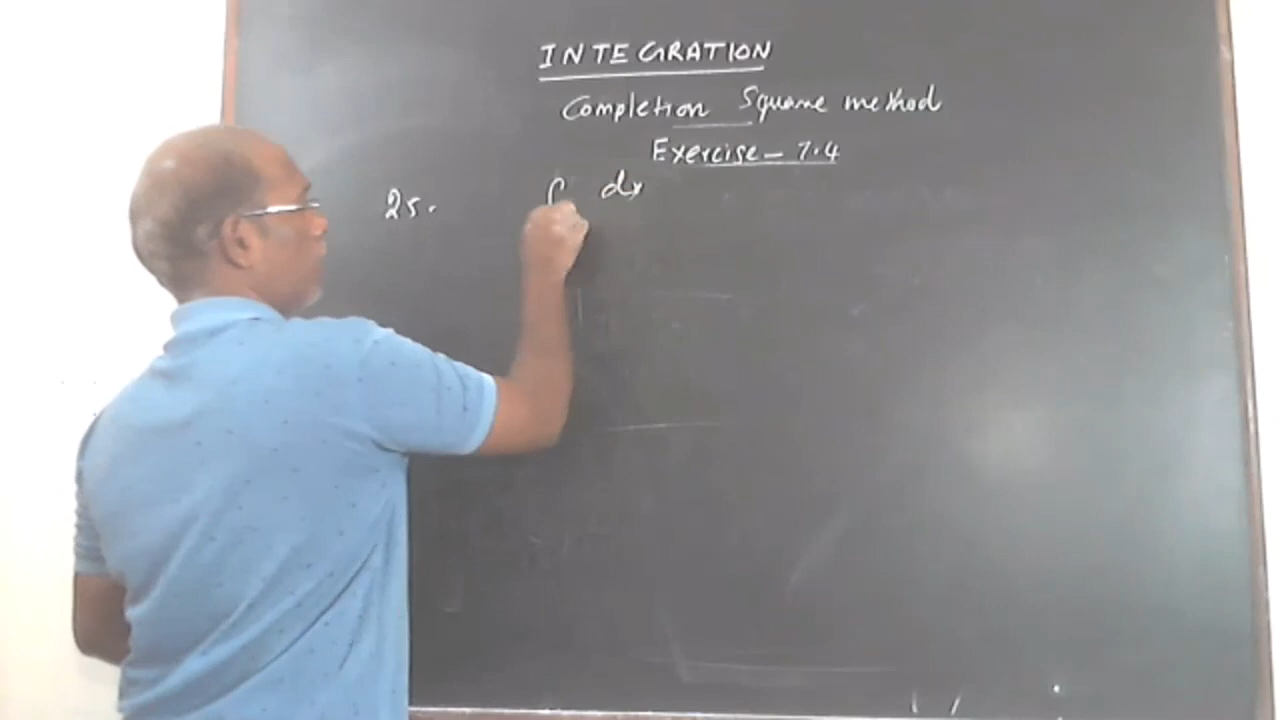 INTEGRATION
Completion Square method
Exercise - 7.4
25. ∫ dx